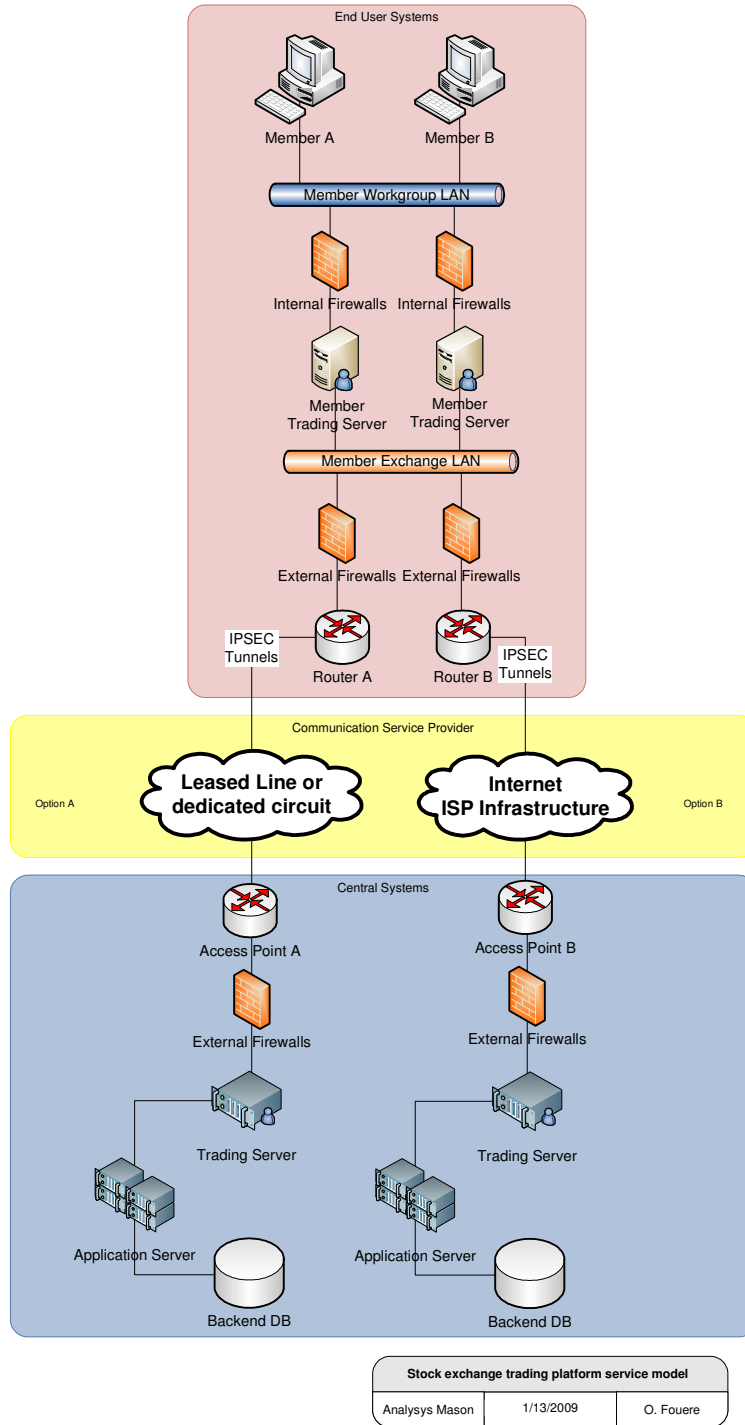 End User Systems
Member A
Member B
Member Workgroup LAN
Internal Firewalls
Internal Firewalls
Member
Trading Server
Member
Trading Server
Member Exchange LAN
External Firewalls
External Firewalls
IPSEC
Tunnels
Router A
Router B
IPSEC
Tunnels
Communication Service Provider
Option A
Leased Line or
dedicated circuit
Internet
ISP Infrastructure
Option B
Central Systems
Access Point A
Access Point B
External Firewalls
External Firewalls
Trading Server
Trading Server
Application Server
Application Server
Backend DB
Backend DB
Stock exchange trading platform service model
Analysys Mason
1/13/2009
O. Fouere